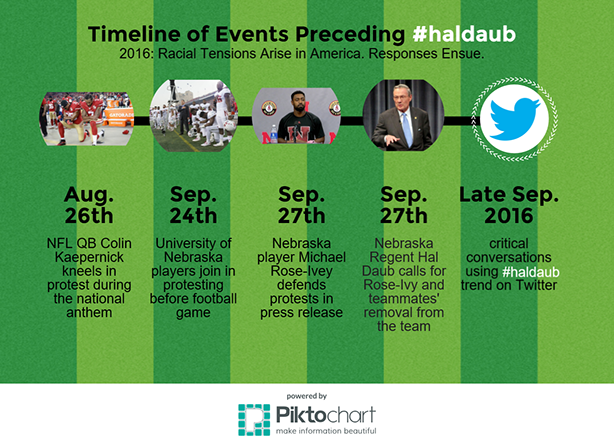 Timeline of Events Preceding #haldaub
2016: Racial Tensions Arise in America. Responses Ensue.
Aug.
26th
NFL QB Colin
Kaepernick
kneels in
protest during
the national
anthem
Sep.
24th
University of
Nebraska
players join in
protesting
before football
game
Sep.
27th
Nebraska
player Michael
Rose-Ivey
defends
protests in
press release
Sep.
27th
Nebraska
Regent Hal
Daub calls for
Rose-Ivy and
teammates'
removal from
the team
Late Sep.
2016
critical
conversations
using #haldaub
trend on Twitter
powered by
Piktochart
make information beautiful